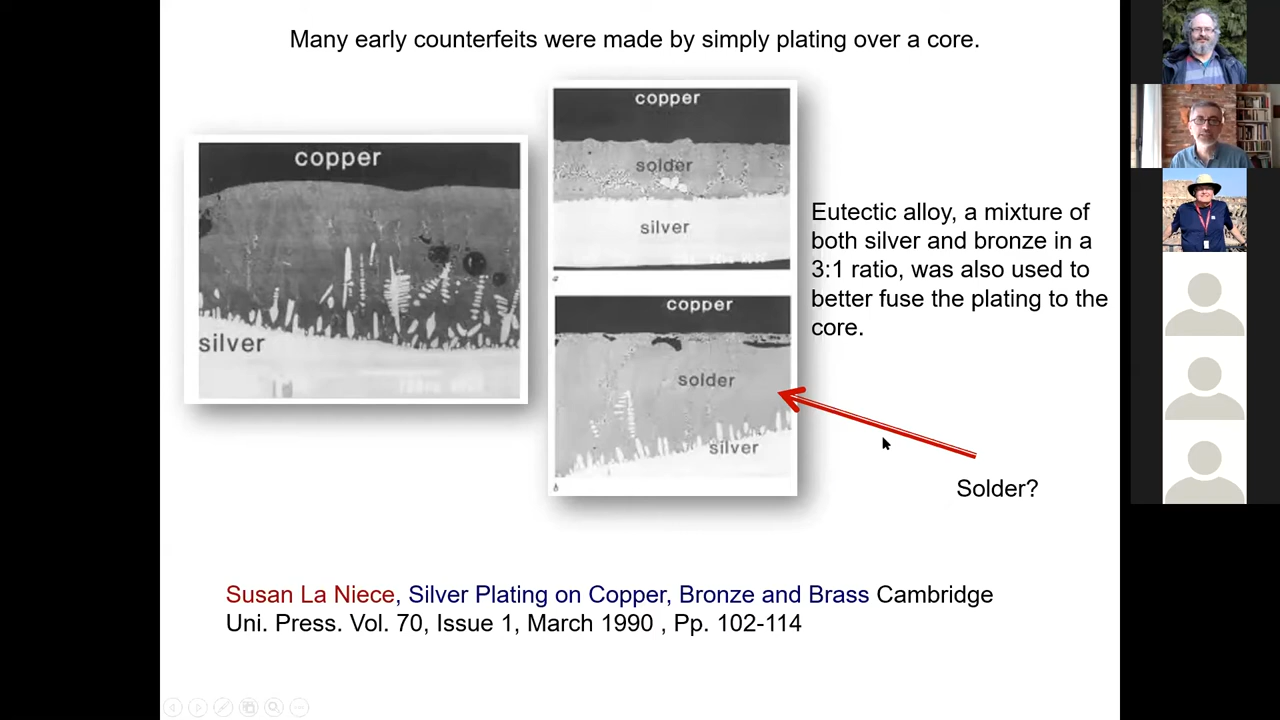 Many early counterfeits were made by simply plating over a core.
copper
silver
copper
solder
silver
a
copper
solder
silver
b
Eutectic alloy, a mixture of
both silver and bronze in a
3:1 ratio, was also used to
better fuse the plating to the
core.
Solder?
Susan La Niece, Silver Plating on Copper, Bronze and Brass Cambridge
Uni. Press. Vol. 70, Issue 1, March 1990 , Pp. 102-114